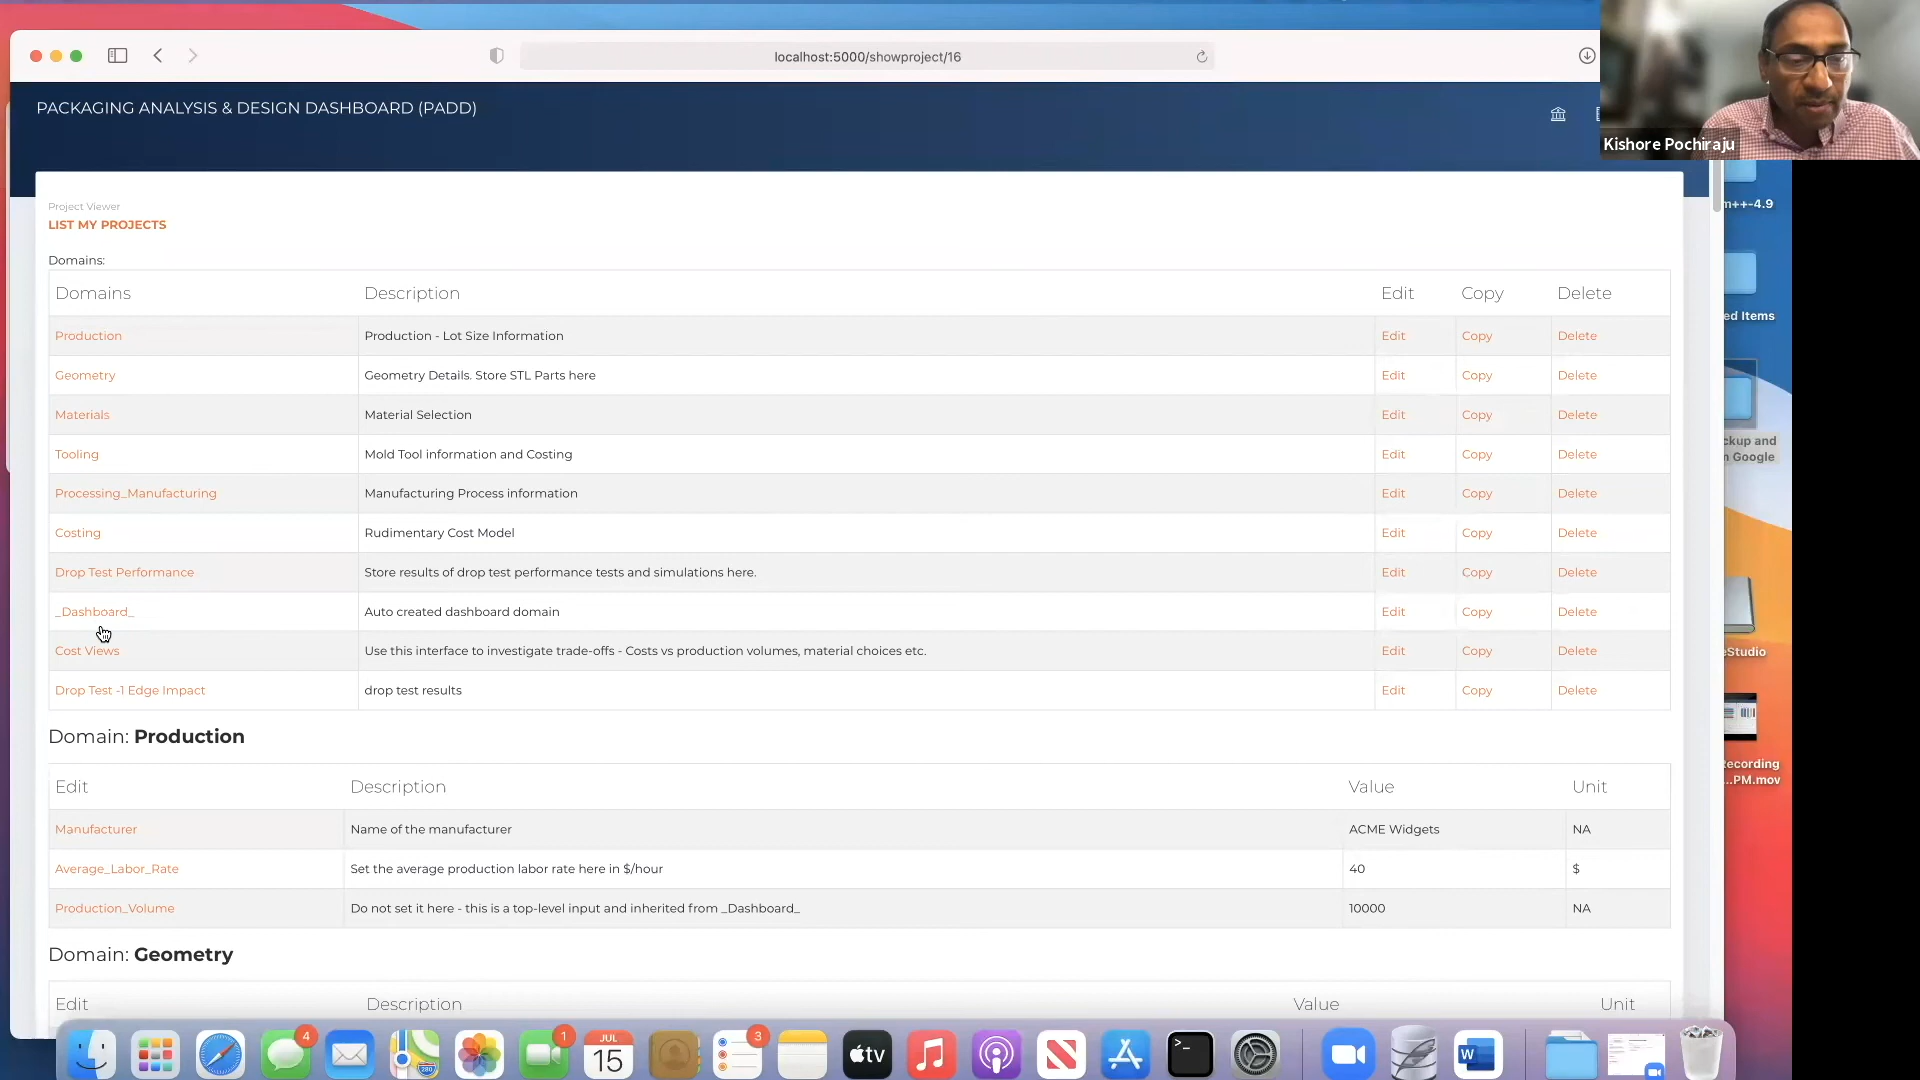 localhost:5000/showproject/16
PACKAGING ANALYSIS & DESIGN DASHBOARD (PADD)
Kishore Pochiraju
Project Viewer
LIST MY PROJECTS
Domains:
Domains Description Edit Copy Delete
Production Production - Lot Size Information Edit Copy Delete
Geometry Geometry Details. Store STL Parts here Edit Copy Delete
Materials Material Selection Edit Copy Delete
Tooling Mold Tool information and Costing Edit Copy Delete
Processing_Manufacturing Manufacturing Process information Edit Copy Delete
Costing Rudimentary Cost Model Edit Copy Delete
Drop Test Performance Store results of drop test performance tests and simulations here. Edit Copy Delete
_Dashboard_ Auto created dashboard domain Edit Copy Delete
Cost Views Use this interface to investigate trade-offs - Costs vs production volumes, material choices etc. Edit Copy Delete
Drop Test -1 Edge Impact drop test results Edit Copy Delete
Domain: Production
Edit Description Value Unit
Manufacturer Name of the manufacturer ACME Widgets NA
Average_Labor_Rate Set the average production labor rate here in $/hour 40 $
Production_Volume Do not set it here - this is a top-level input and inherited from _Dashboard_ 10000 NA
Domain: Geometry
Edit Description Value Unit
m++-4.9
ed Items
ckup and
n Google
eStudio
ecording
...PM.mov
4
1
JUL
15
3
tv
280
W